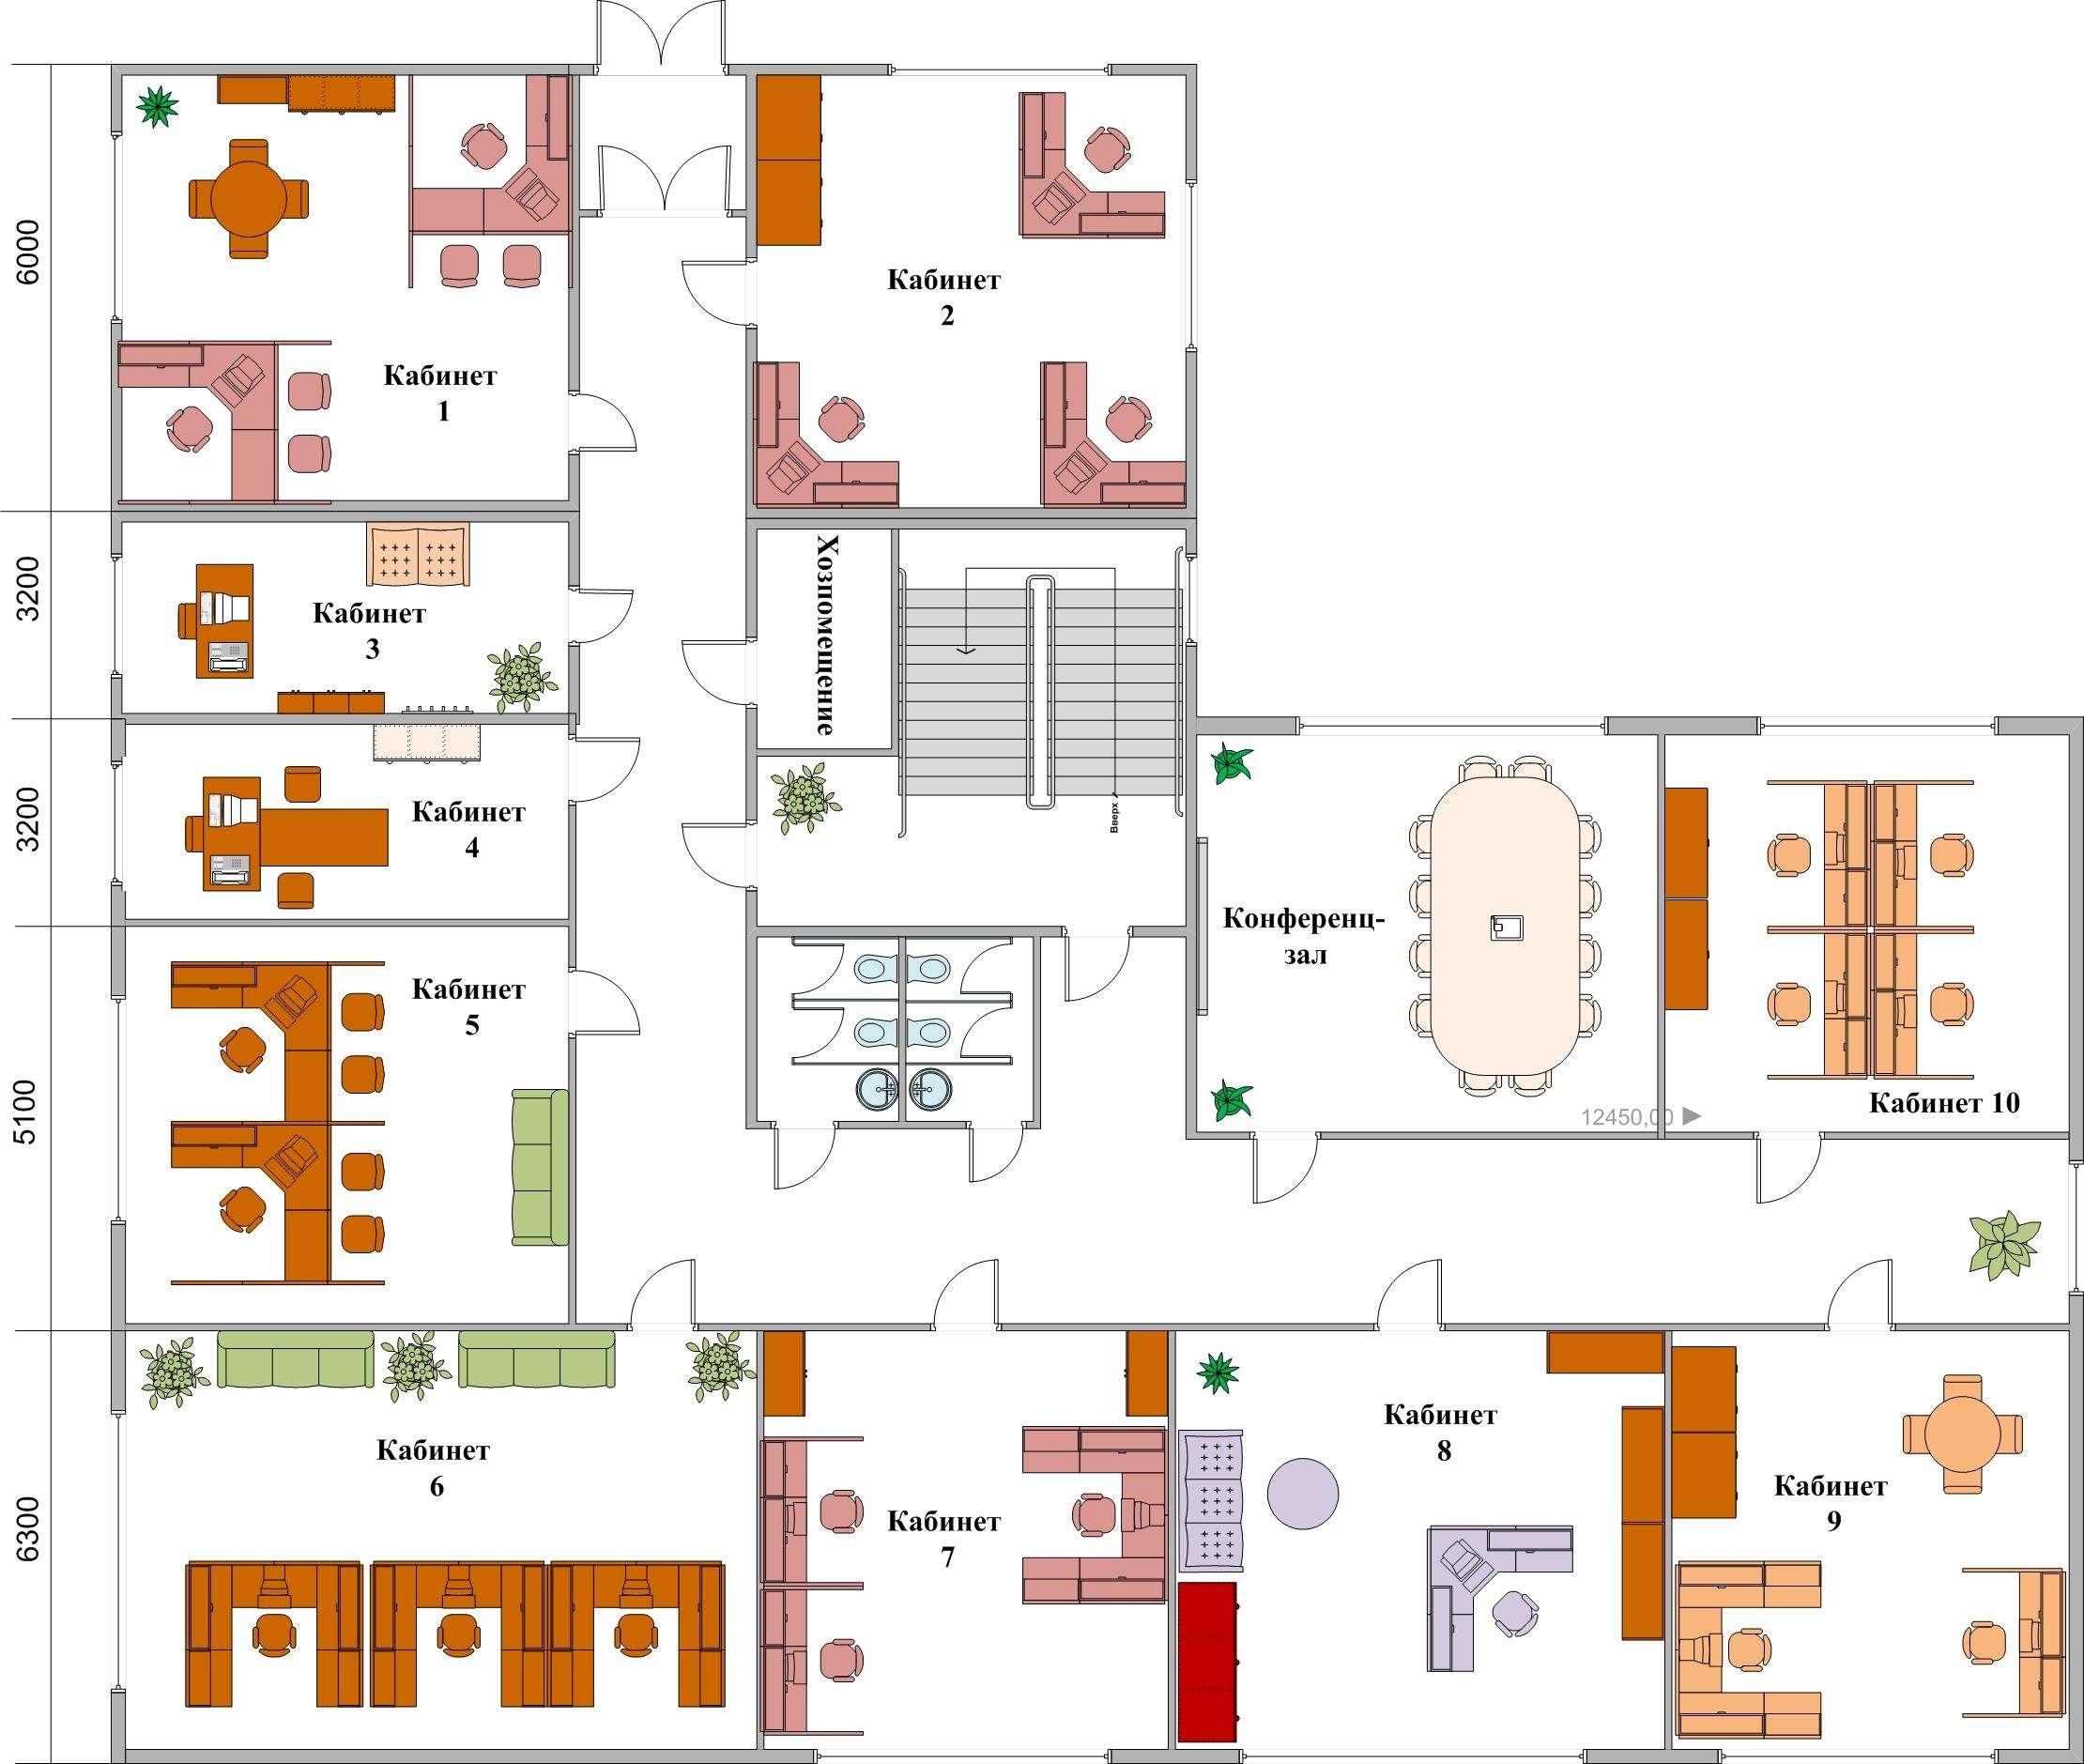 6000
Кабинет
1
Кабинет
2
3200
Кабинет
3
Хозпомещение
3200
Кабинет
4
Вверх
5100
Кабинет
5
Конференц-
зал
12450,00
Кабинет 10
6300
Кабинет
6
Кабинет
7
Кабинет
8
Кабинет
9